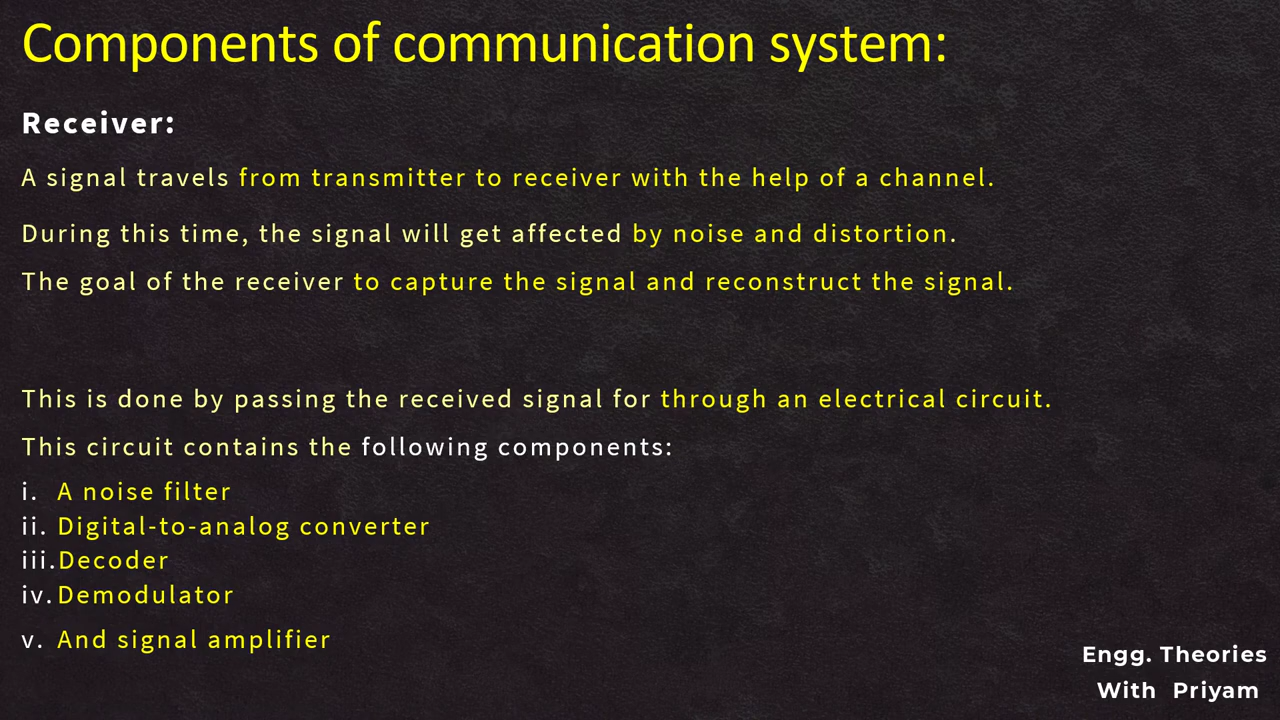 Components of communication system:
Receiver:
A signal travels from transmitter to receiver with the help of a channel.
During this time, the signal will get affected by noise and distortion.
The goal of the receiver to capture the signal and reconstruct the signal.
This is done by passing the received signal for through an electrical circuit.
This circuit contains the following components:
i. A noise filter
ii. Digital-to-analog converter
iii.Decoder
iv.Demodulator
v. And signal amplifier
Engg. Theories
With Priyam